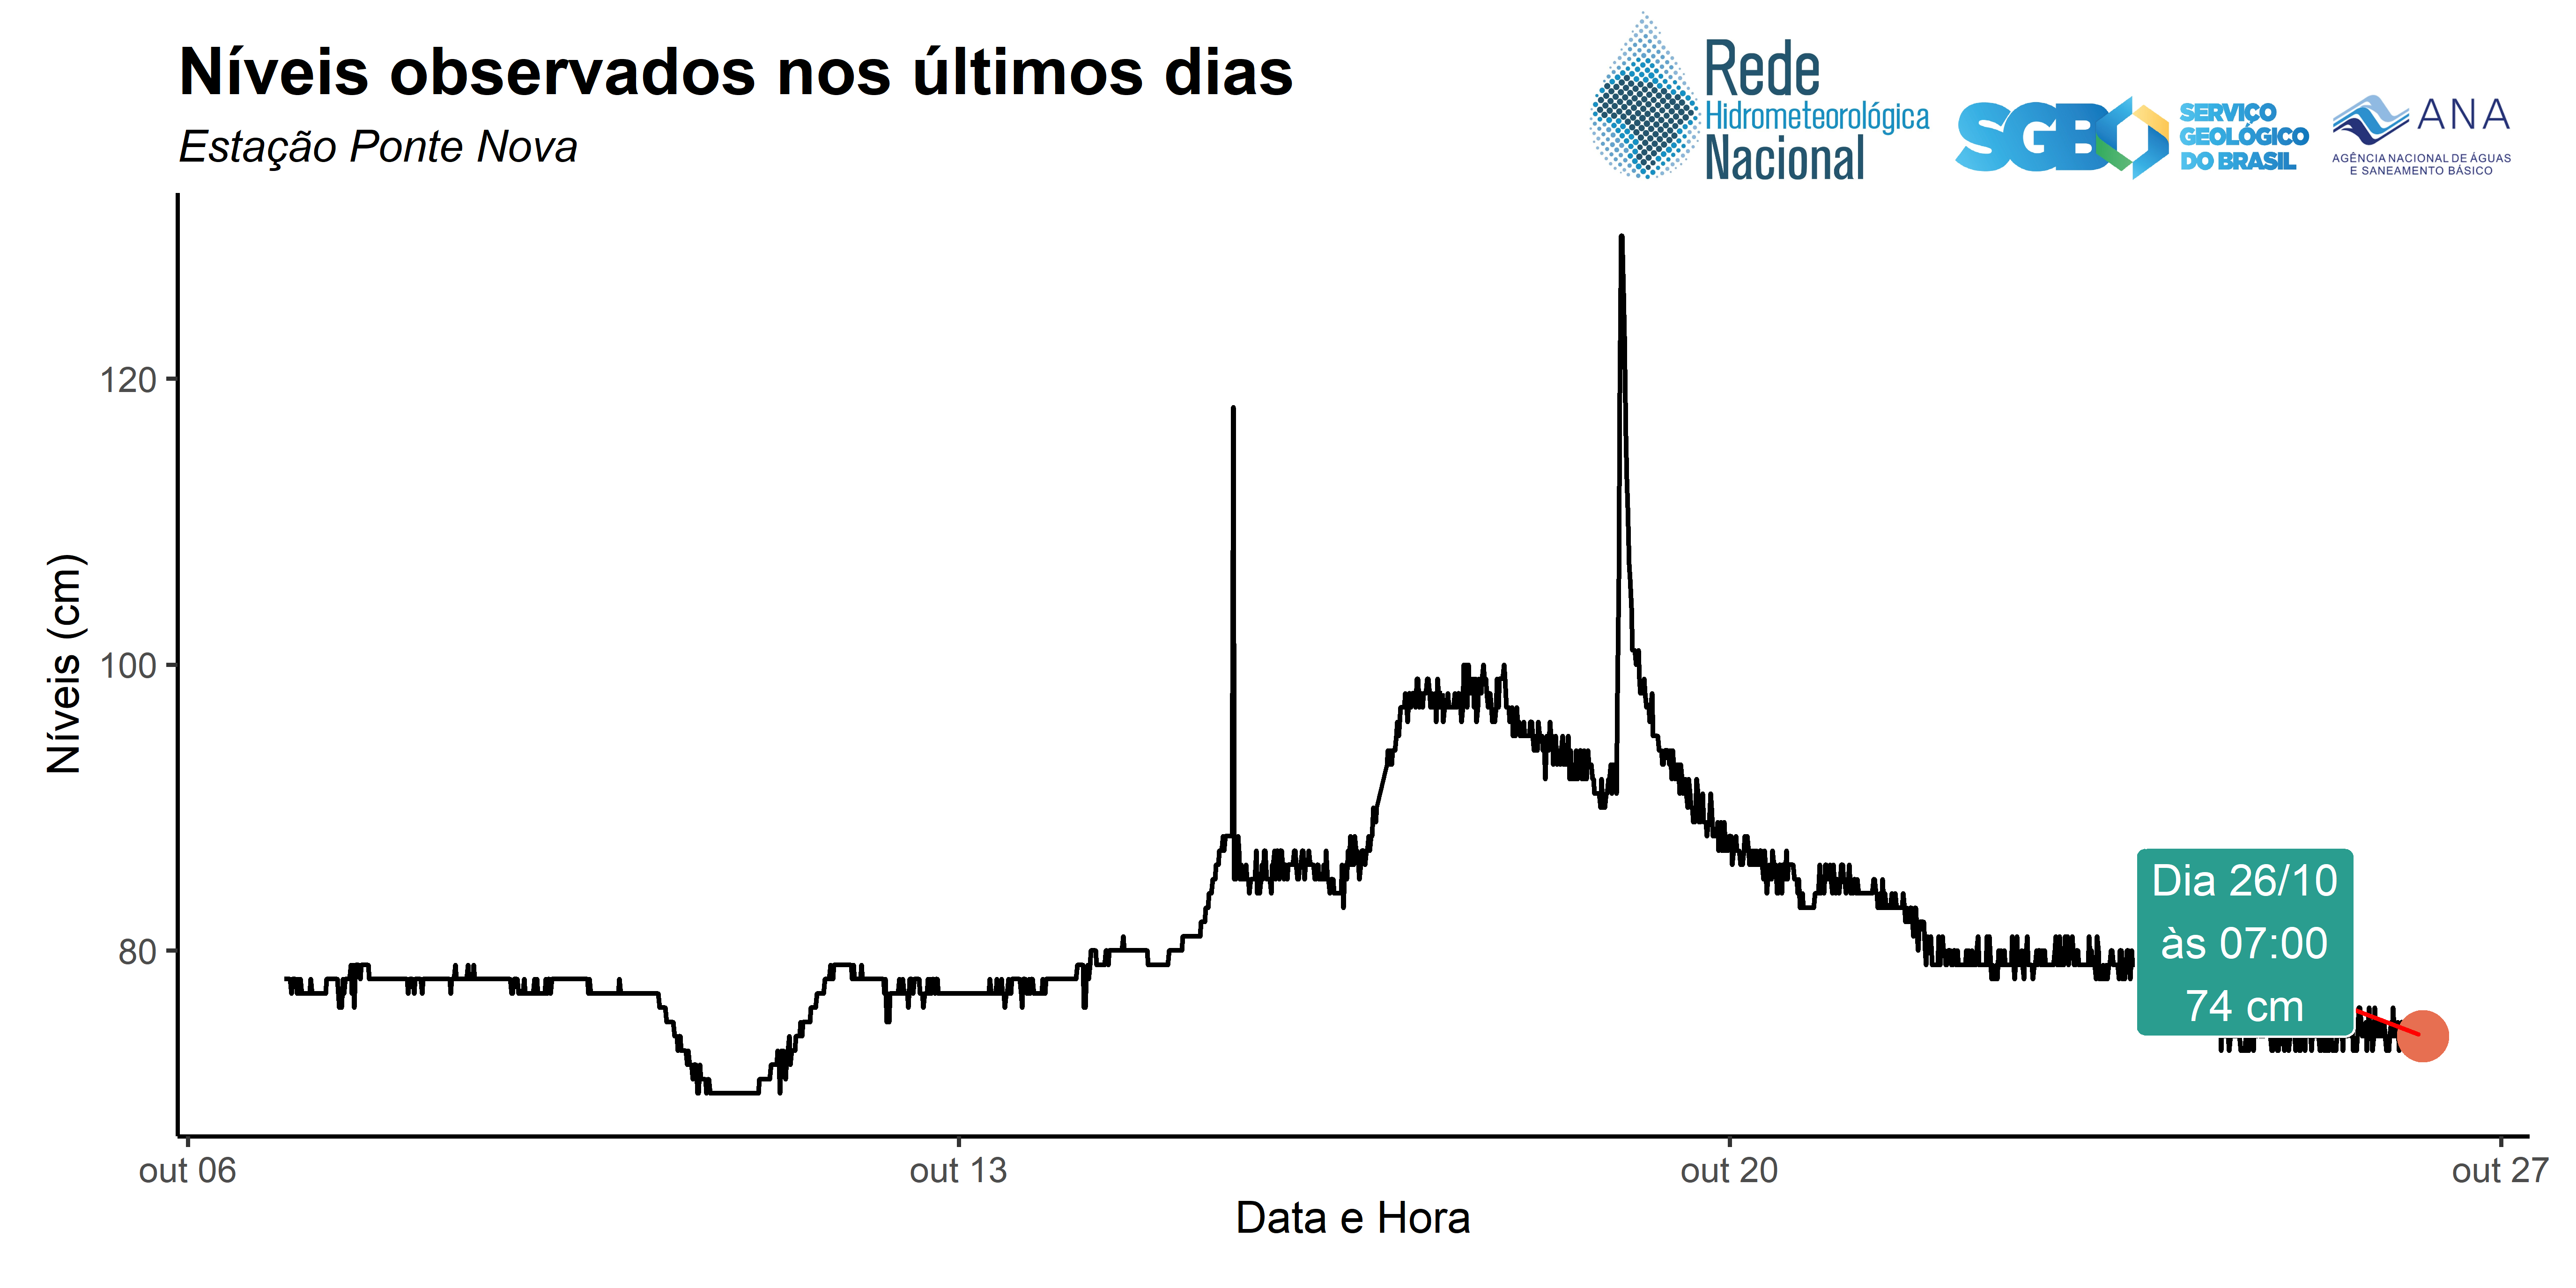 Níveis observados nos últimos dias
Estação Ponte Nova
Rede
Hidrometeorológica
Nacional
SGB
SERVIÇO
GEOLÓGICO
DO BRASIL
ANA
AGÊNCIA NACIONAL DE ÁGUAS
E SANEAMENTO BÁSICO
Níveis (cm)
120
100
80
Dia 26/10
às 07:00
74 cm
out 06
out 13
out 20
out 27
Data e Hora